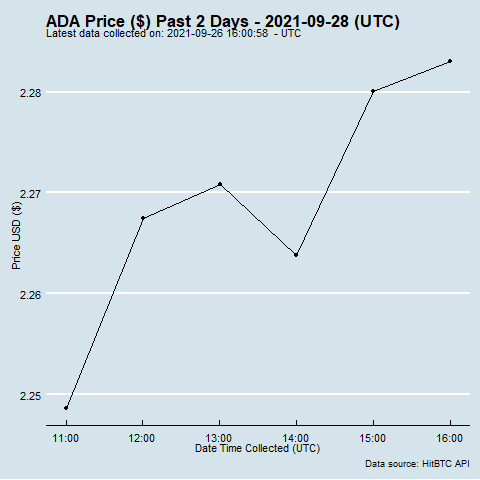 ADA Price ($) Past 2 Days - 2021-09-28 (UTC)
Latest data collected on: 2021-09-26 16:00:58 - UTC
Price USD ($)
2.28
2.27
2.26
2.25
11:00 12:00 13:00 14:00 15:00 16:00
Date Time Collected (UTC)
Data source: HitBTC API